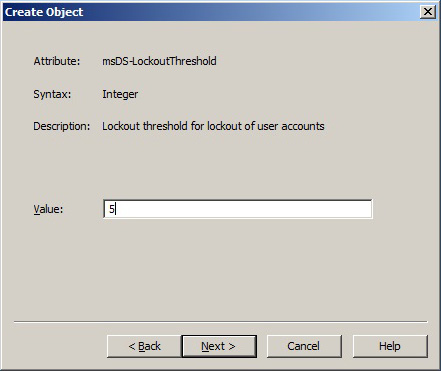 Create Object
Attribute: msDS-LockoutThreshold
Syntax: Integer
Description: Lockout threshold for lockout of user accounts
Value: 5
< Back Next > Cancel Help